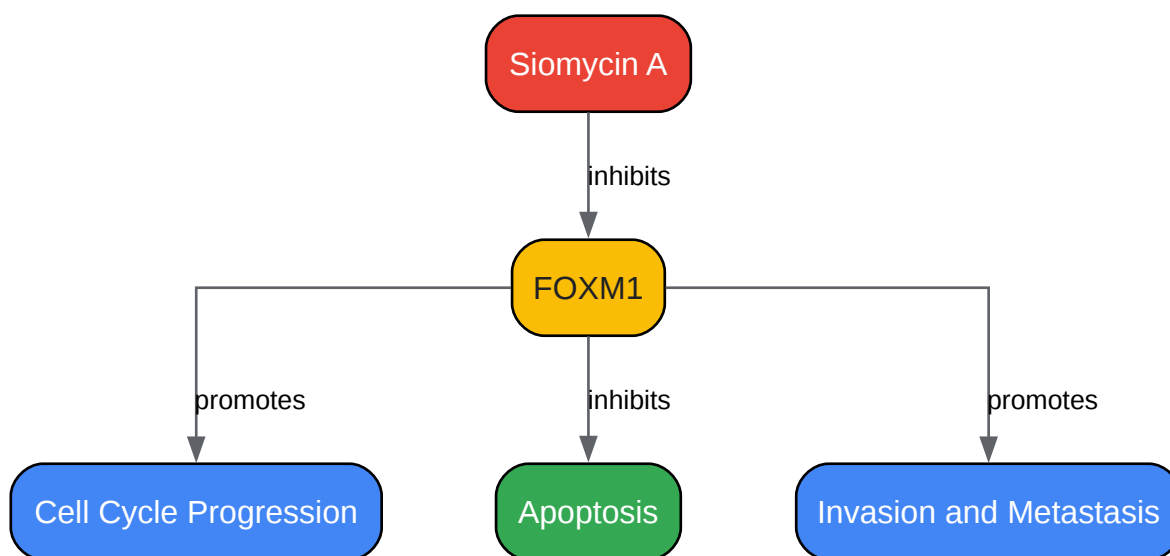 Siomycin A
inhibits
FOXM1
promotes
inhibits
promotes
Cell Cycle Progression
Apoptosis
Invasion and Metastasis